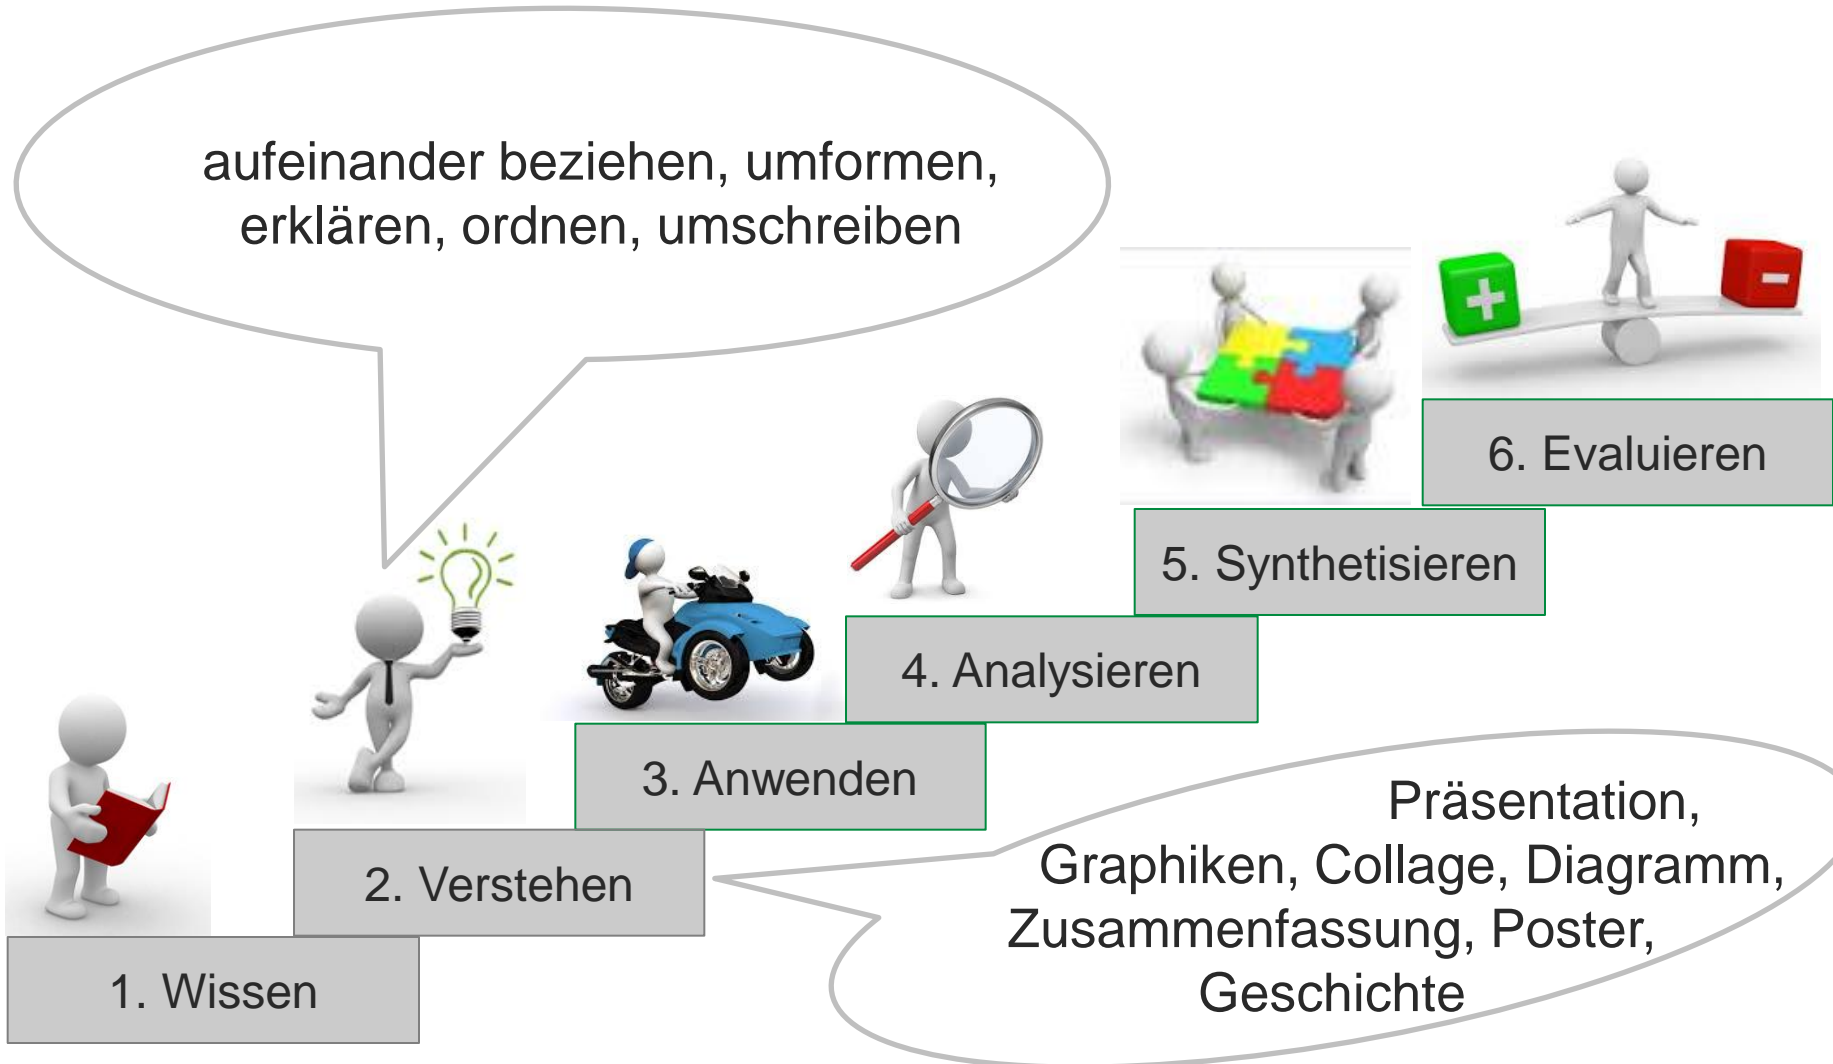 aufeinander beziehen, umformen,
erklären, ordnen, umschreiben
6. Evaluieren
5. Synthetisieren
4. Analysieren
3. Anwenden
2. Verstehen
1. Wissen
Präsentation,
Graphiken, Collage, Diagramm,
Zusammenfassung, Poster,
Geschichte